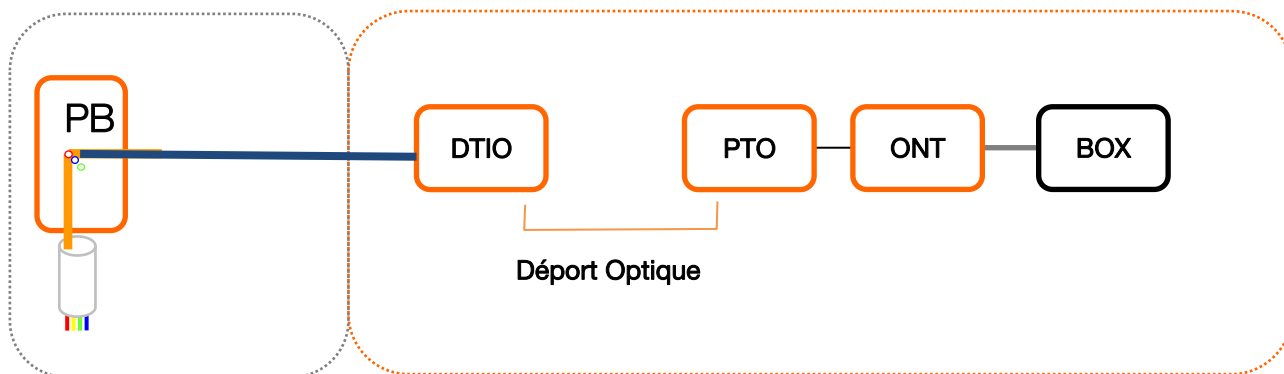 PB
DTIO
PTO
ONT
BOX
Déport Optique